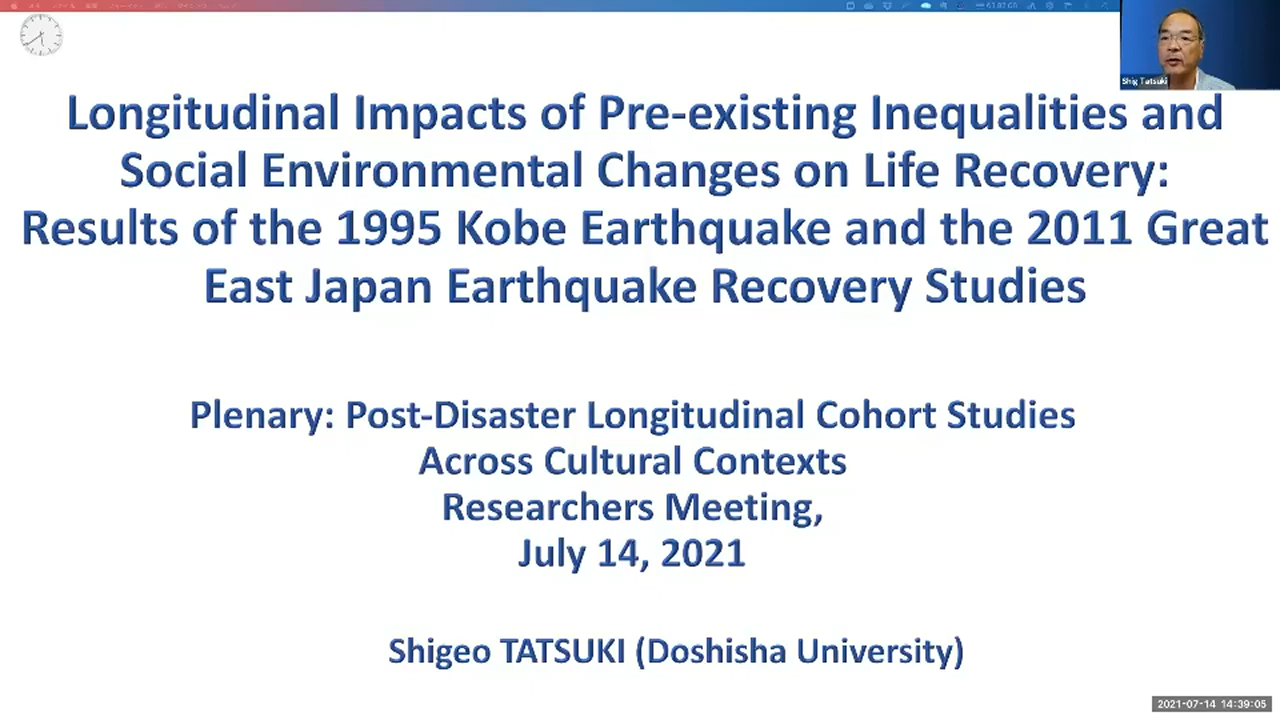 Shig Tatsuki
Longitudinal Impacts of Pre-existing Inequalities and
Social Environmental Changes on Life Recovery:
Results of the 1995 Kobe Earthquake and the 2011 Great
East Japan Earthquake Recovery Studies
Plenary: Post-Disaster Longitudinal Cohort Studies
Across Cultural Contexts
Researchers Meeting,
July 14, 2021
Shigeo TATSUKI (Doshisha University)
2021-07-14 14:39:05